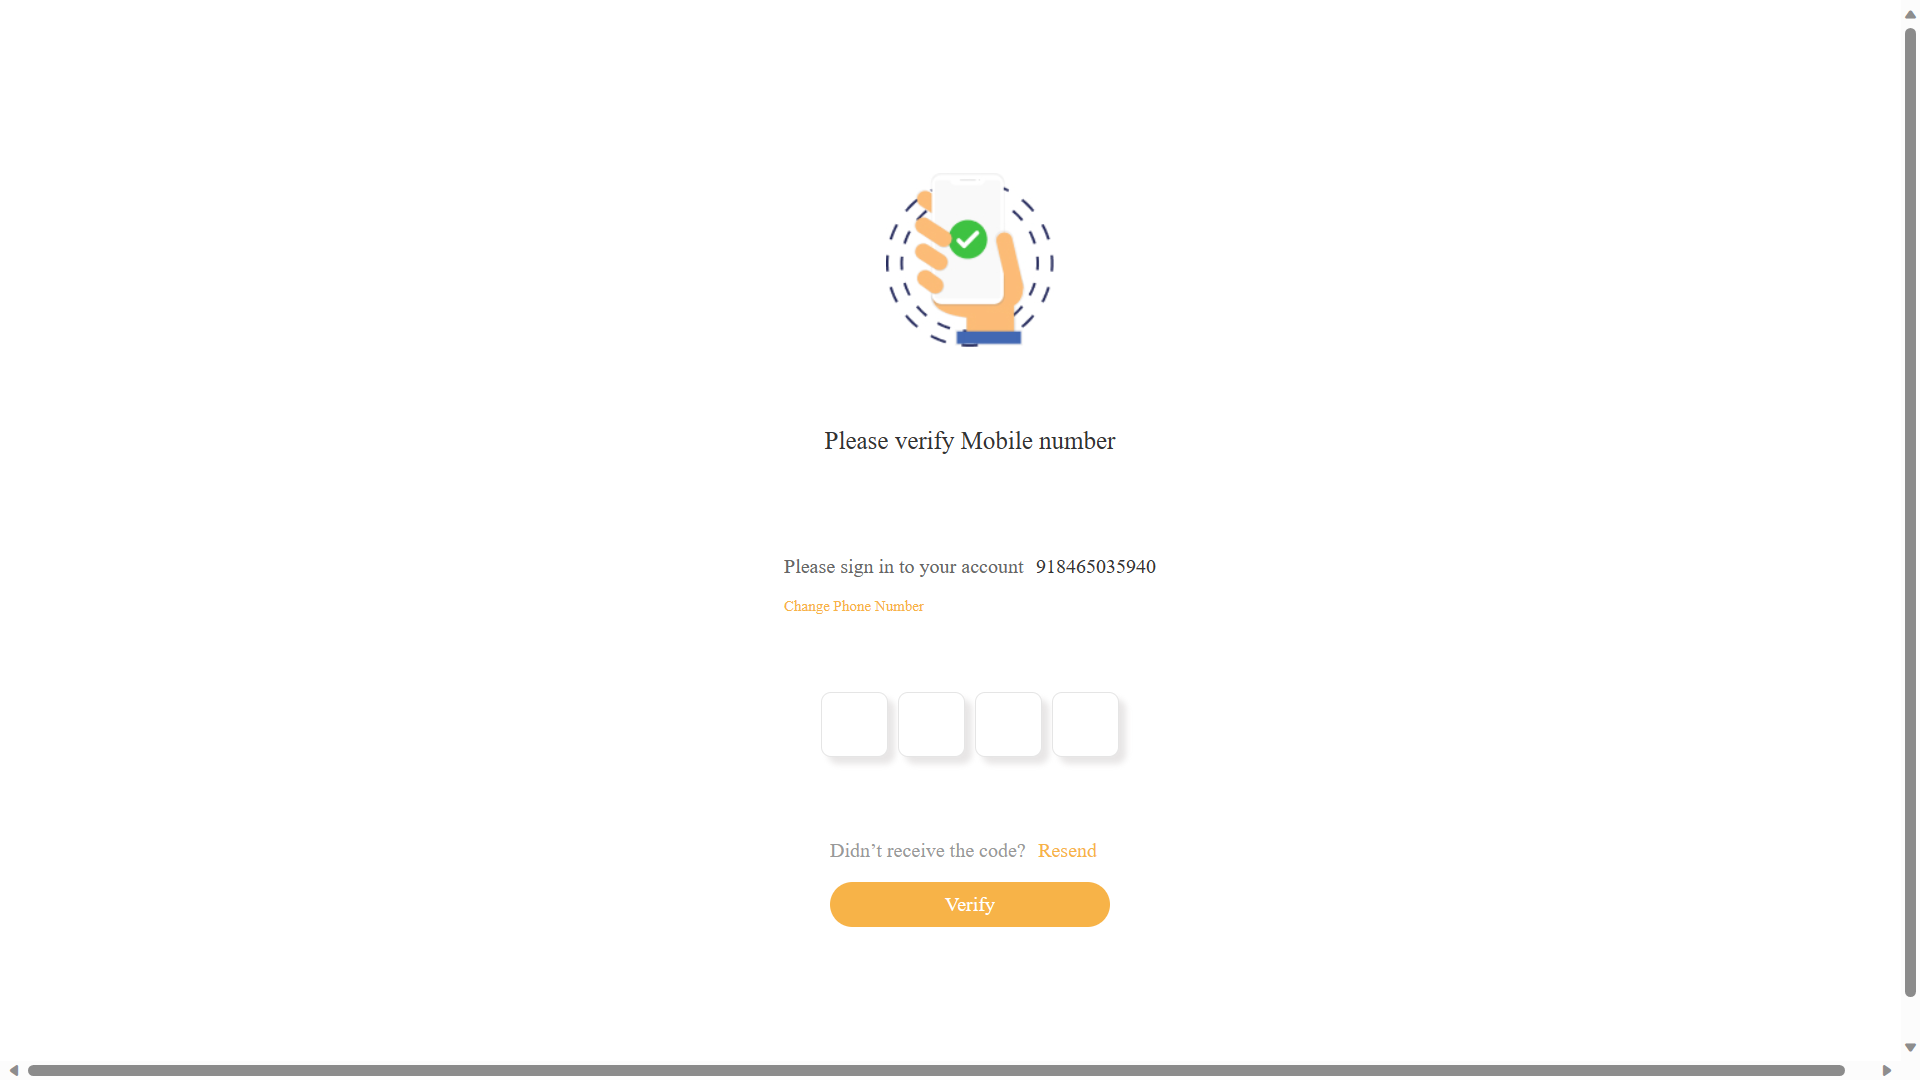 Please verify Mobile number
Please sign in to your account 918465035940
Change Phone Number
Didn’t receive the code? Resend
Verify